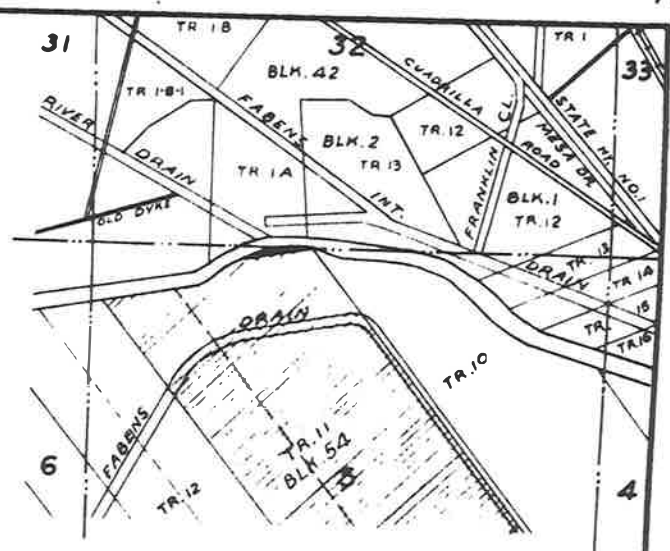 31
TR 1B
32
TR 1
33
BLK. 42
TR 1-B-1
CUADRILLA ROAD
STATE HY. NO. 1
MESA DR.
RIVER DRAIN
FABENS INT. DRAIN
BLK. 2
TR 13
TR. 12
FRANKLIN CL.
TR 1A
BLK. 1
TR. 12
OLD DYKE
TR. 13
TR 14
TR. 15
TR. 16
FABENS DRAIN
TR. 10
TR. 11
BLK. 54
6
TR. 12
4